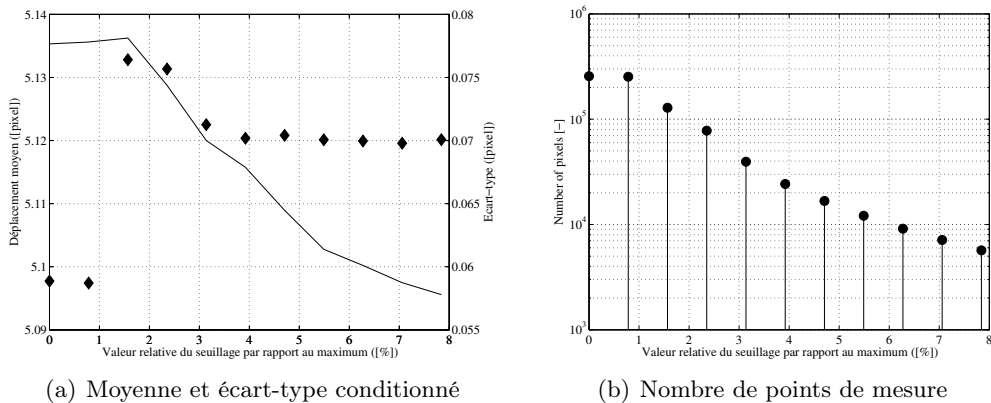 5.14
5.13
5.12
5.11
5.1
5.09
Déplacement moyen ([pixel])
0 1 2 3 4 5 6 7 8
Valeur relative du seuillage par rapport au maximum ([%])
0.08
0.075
0.07
0.065
0.06
0.055
Ecart−type ([pixel])
(a) Moyenne et écart-type conditionné
10^6
10^5
10^4
10^3
Number of pixels [−]
0 1 2 3 4 5 6 7 8
Valeur relative du seuillage par rapport au maximum ([%])
(b) Nombre de points de mesure